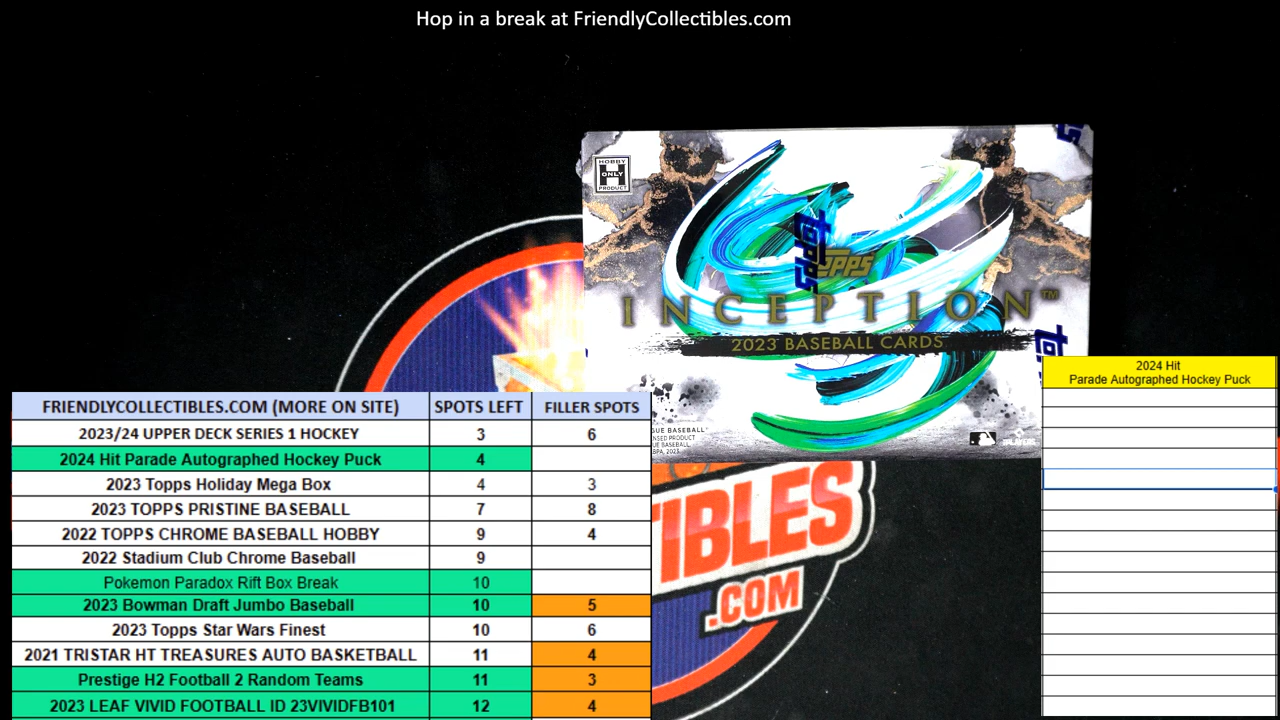 Hop in a break at FriendlyCollectibles.com
HOBBY
H
ONLY
PRODUCT
topps
TOPPS
INCEPTION™
2023 BASEBALL CARDS
BASEBALL®
2023
IBLES
.COM
FRIENDLYCOLLECTIBLES.COM (MORE ON SITE) SPOTS LEFT FILLER SPOTS
2023/24 UPPER DECK SERIES 1 HOCKEY 3 6
2024 Hit Parade Autographed Hockey Puck 4
2023 Topps Holiday Mega Box 4 3
2023 TOPPS PRISTINE BASEBALL 7 8
2022 TOPPS CHROME BASEBALL HOBBY 9 4
2022 Stadium Club Chrome Baseball 9
Pokemon Paradox Rift Box Break 10
2023 Bowman Draft Jumbo Baseball 10 5
2023 Topps Star Wars Finest 10 6
2021 TRISTAR HT TREASURES AUTO BASKETBALL 11 4
Prestige H2 Football 2 Random Teams 11 3
2023 LEAF VIVID FOOTBALL ID 23VIVIDFB101 12 4
2024 Hit
Parade Autographed Hockey Puck